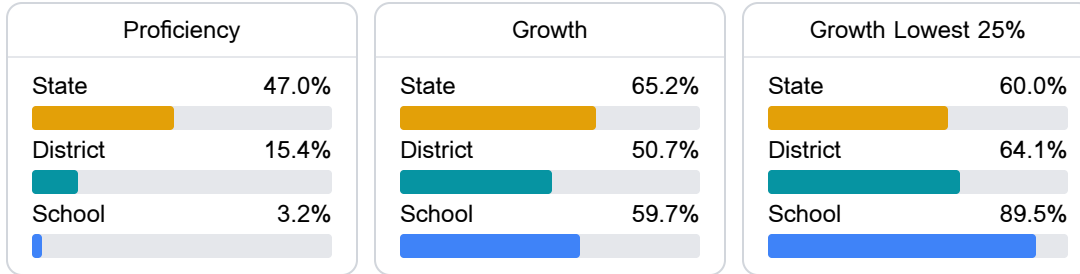 Proficiency
State 47.0%
District 15.4%
School 3.2%
Growth
State 65.2%
District 50.7%
School 59.7%
Growth Lowest 25%
State 60.0%
District 64.1%
School 89.5%